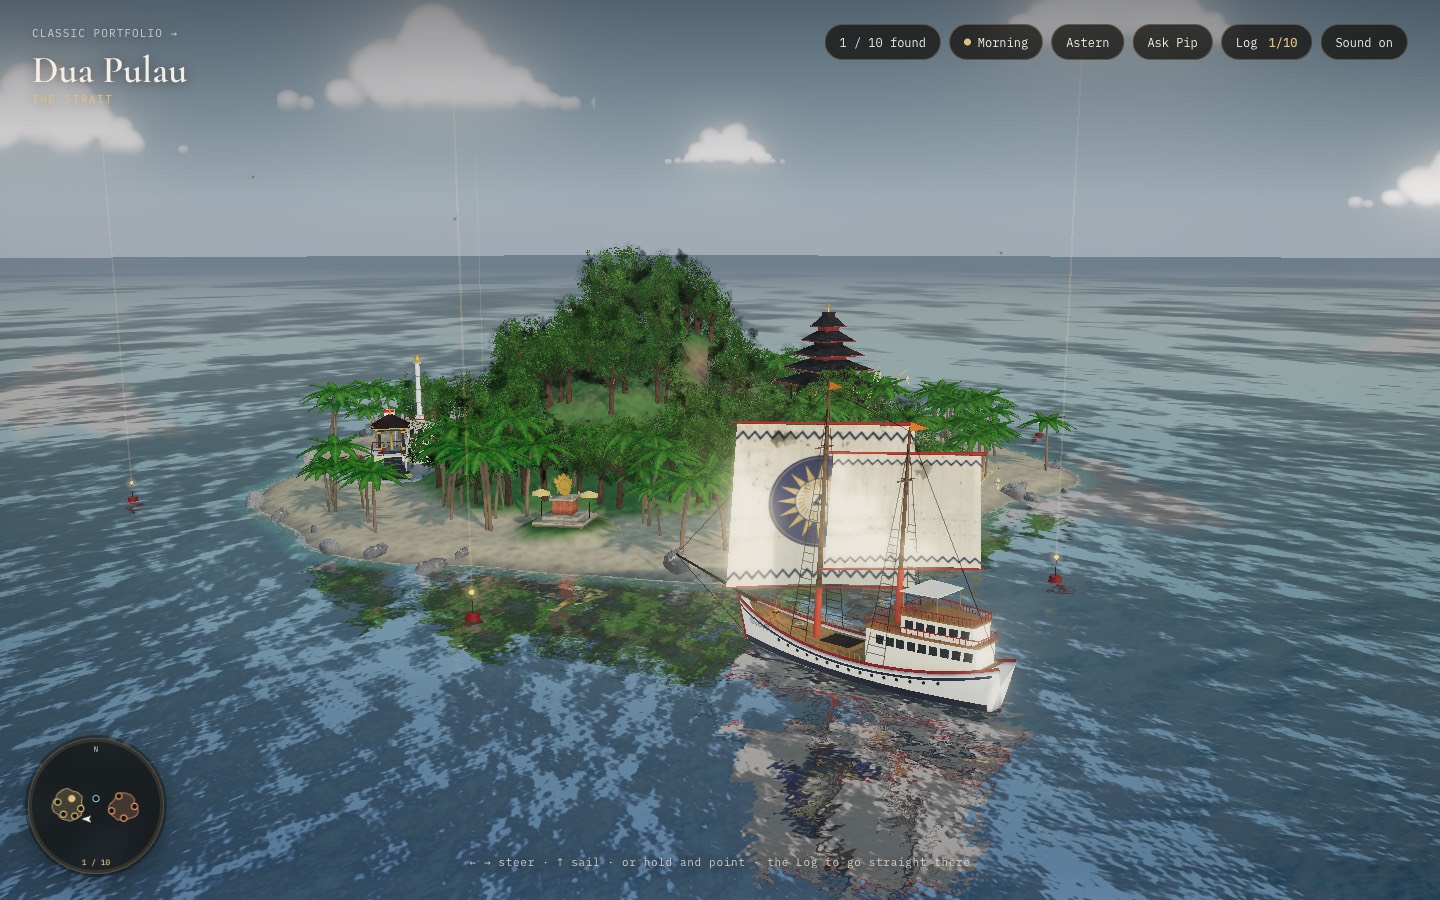 CLASSIC PORTFOLIO →
Dua Pulau
THE STRAIT
1 / 10 found
Morning
Astern
Ask Pip
Log 1/10
Sound on
N
1 / 10
← → steer · ↑ sail · or hold and point · the Log to go straight there